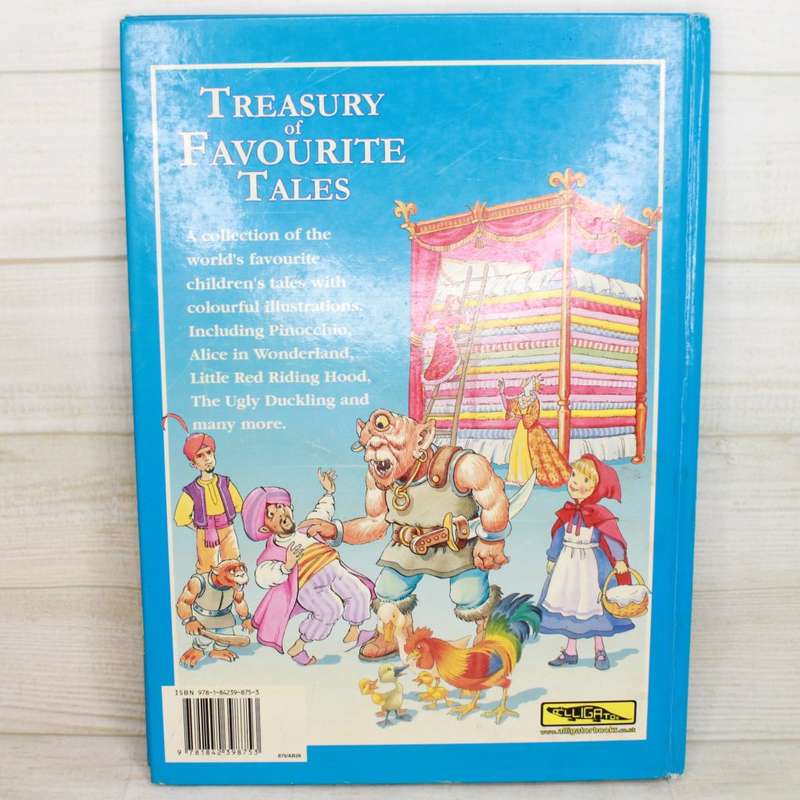 TREASURY
of
FAVOURITE
TALES
A collection of the
world's favourite
children's tales with
colourful illustrations.
Including Pinocchio,
Alice in Wonderland,
Little Red Riding Hood,
The Ugly Duckling and
many more.
ISBN 978-1-84239-875-3
9 781842 398753
875/AB26
ALLIGATOR
www.alligatorbooks.co.uk